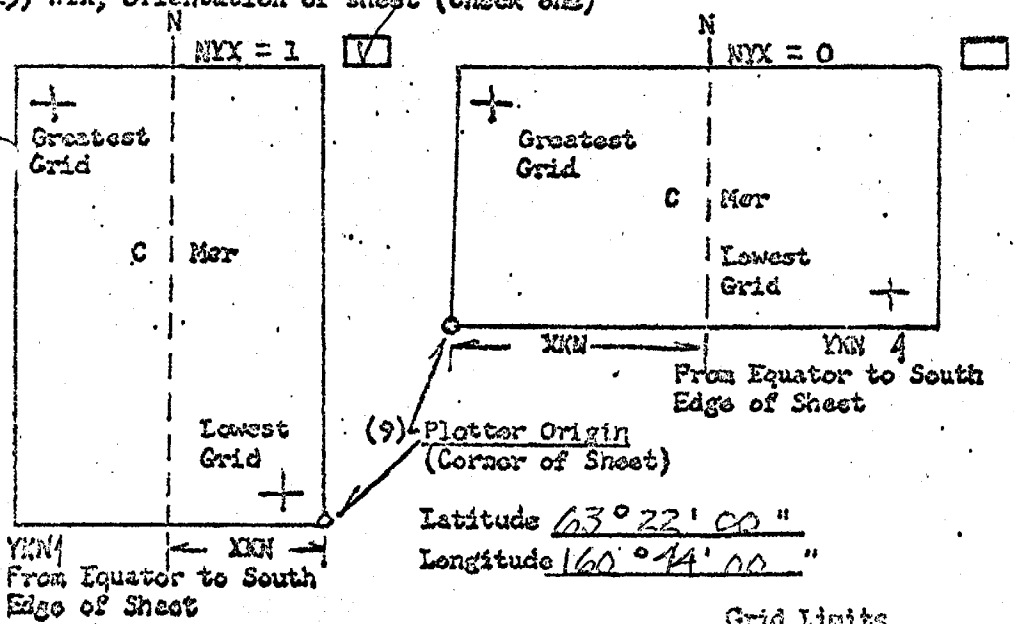 NYX, Orientation of Sheet (Check one)
N
NYX = 1
Greatest
Grid
C Mer
Lowest
Grid
YKN
XKN
From Equator to South
Edge of Sheet
N
NYX = 0
Greatest
Grid
C Mer
Lowest
Grid
XKN
YKN
From Equator to South
Edge of Sheet
(9) Plotter Origin
(Corner of Sheet)
Latitude 63° 22' 00 "
Longitude 160° 44' 00 "
Grid Limits